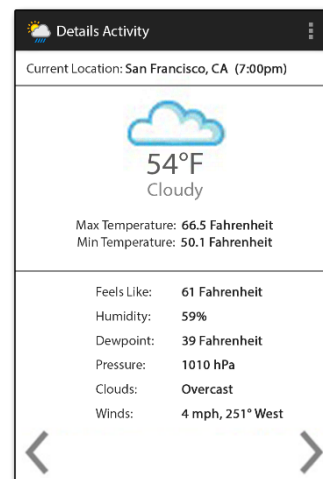 Details Activity
Current Location: San Francisco, CA (7:00pm)
54°F
Cloudy
Max Temperature: 66.5 Fahrenheit
Min Temperature: 50.1 Fahrenheit
Feels Like: 61 Fahrenheit
Humidity: 59%
Dewpoint: 39 Fahrenheit
Pressure: 1010 hPa
Clouds: Overcast
Winds: 4 mph, 251° West